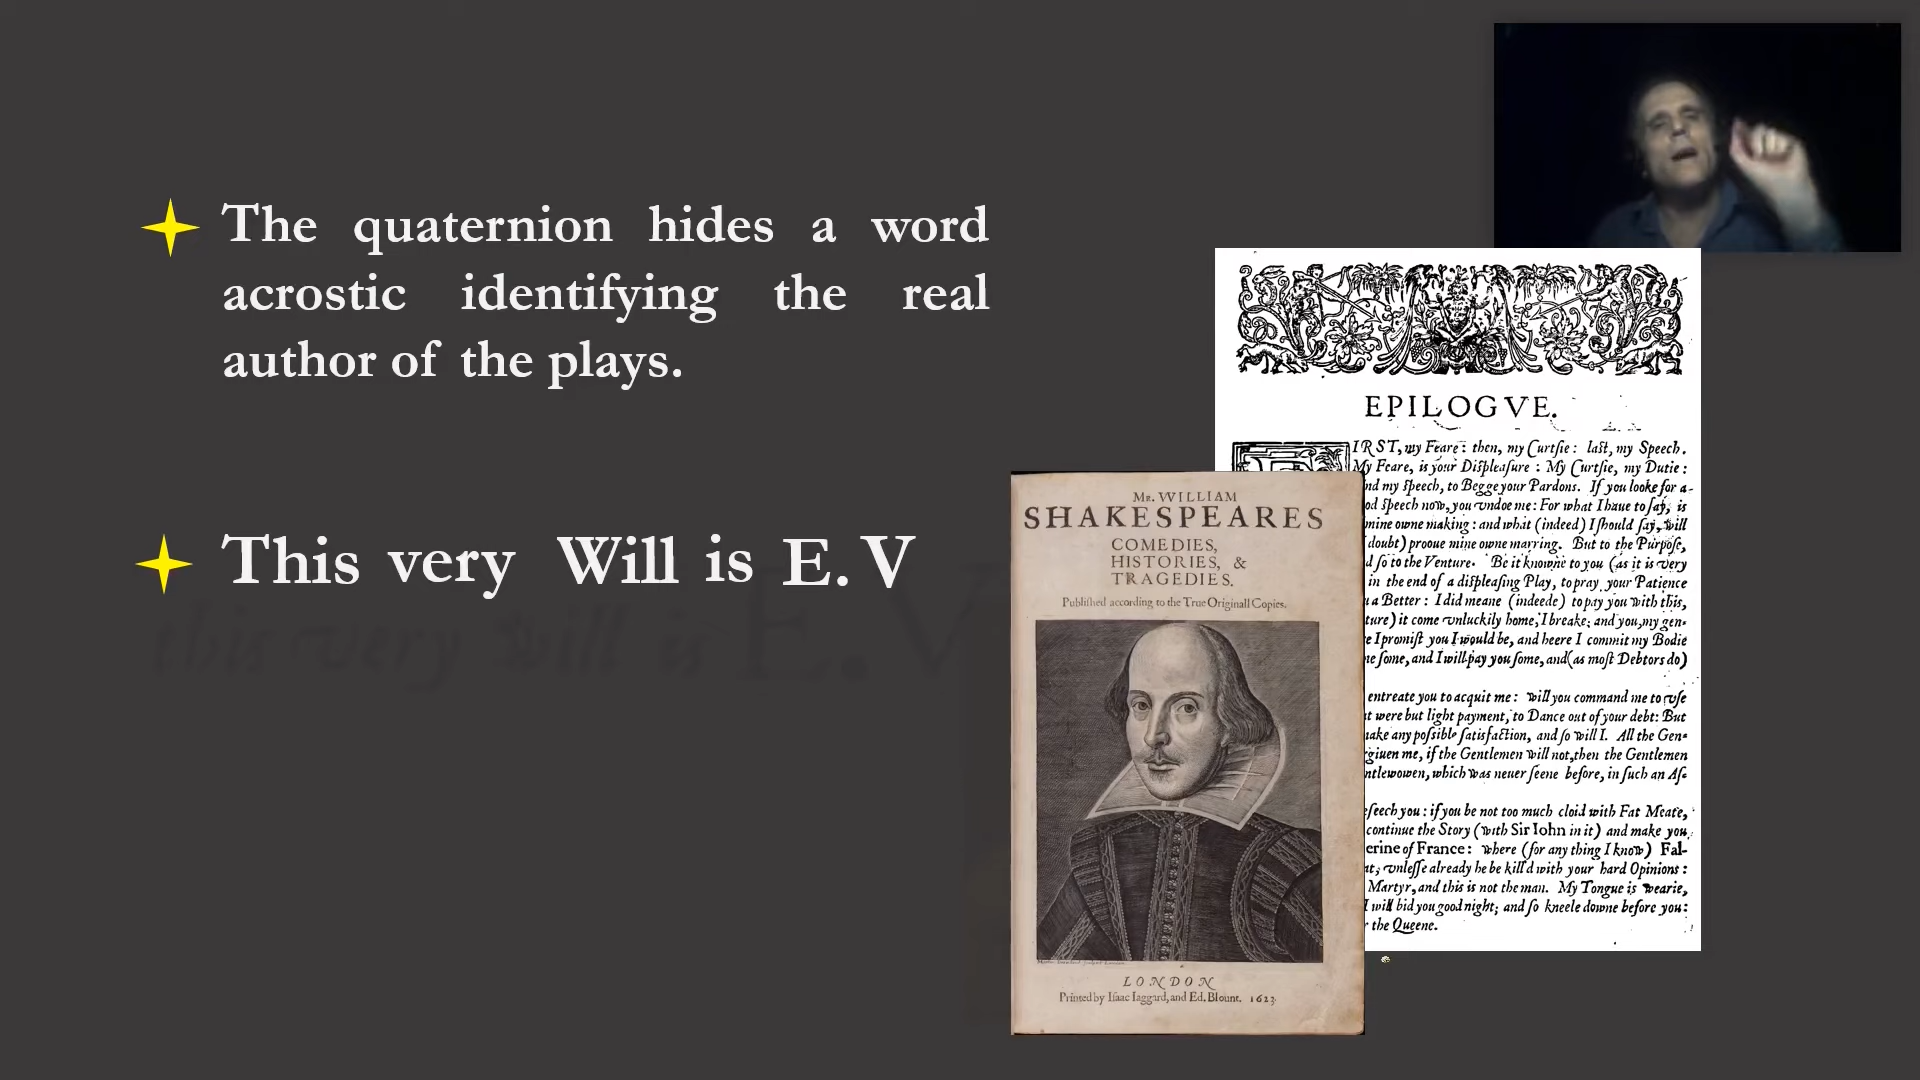 The quaternion hides a word
acrostic identifying the real
author of the plays.
This very Will is E. V
this very will is E. V
Mr. WILLIAM
SHAKESPEARES
COMEDIES,
HISTORIES, &
TRAGEDIES.
Published according to the True Originall Copies.
LONDON
Printed by Isaac Iaggard, and Ed. Blount. 1623.
EPILOGVE.
IRST, my Feare: then, my Curtsie: last, my Speech.
My Feare, is your Displeasure: My Curtsie, my Dutie:
nd my speech, to Begge your Pardons. If you looke for a-
od speech now, you vndoe me: For what I haue to say, is
mine owne making: and what (indeed) I should say, will
doubt) prooue mine owne marring. But to the Purpose,
d so to the Venture. Be it knowne to you (as it is very
in the end of a displeasing Play, to pray your Patience
a Better: I did meane (indeede) to pay you with this,
ture) it come vnluckily home, I breake; and you, my gen-
e I promist you I would be, and heere I commit my Bodie
me some, and I will pay you some, and (as most Debtors do)
entreate you to acquit me: will you command me to vse
t were but light payment, to Dance out of your debt: But
make any possible satisfaction, and so will I. All the Gen-
rgiuen me, if the Gentlemen will not, then the Gentlemen
ntlewowen, which was neuer seene before, in such an As-
eseech you: if you be not too much cloid with Fat Meate,
continue the Story (with Sir Iohn in it) and make you
erine of France: where (for any thing I know) Fal-
at, vnlesse already he be kill'd with your hard Opinions:
Martyr, and this is not the man. My Tongue is wearie,
I will bid you good night; and so kneele downe before you:
r the Queene.